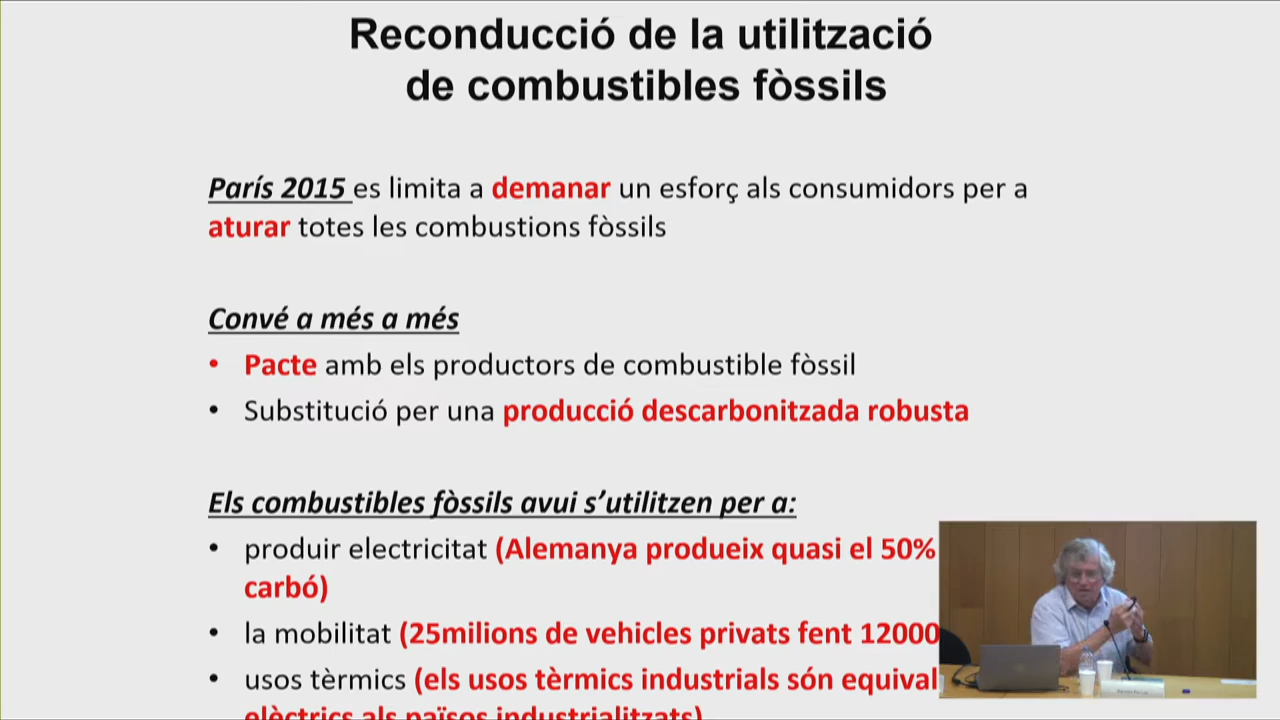 Reconducció de la utilització
de combustibles fòssils
París 2015 es limita a demanar un esforç als consumidors per a
aturar totes les combustions fòssils
Convé a més a més
• Pacte amb els productors de combustible fòssil
• Substitució per una producció descarbonitzada robusta
Els combustibles fòssils avui s’utilitzen per a:
• produir electricitat (Alemanya produeix quasi el 50%
carbó)
• la mobilitat (25milions de vehicles privats fent 12000
• usos tèrmics (els usos tèrmics industrials són equival
elèctrics als països industrialitzats)